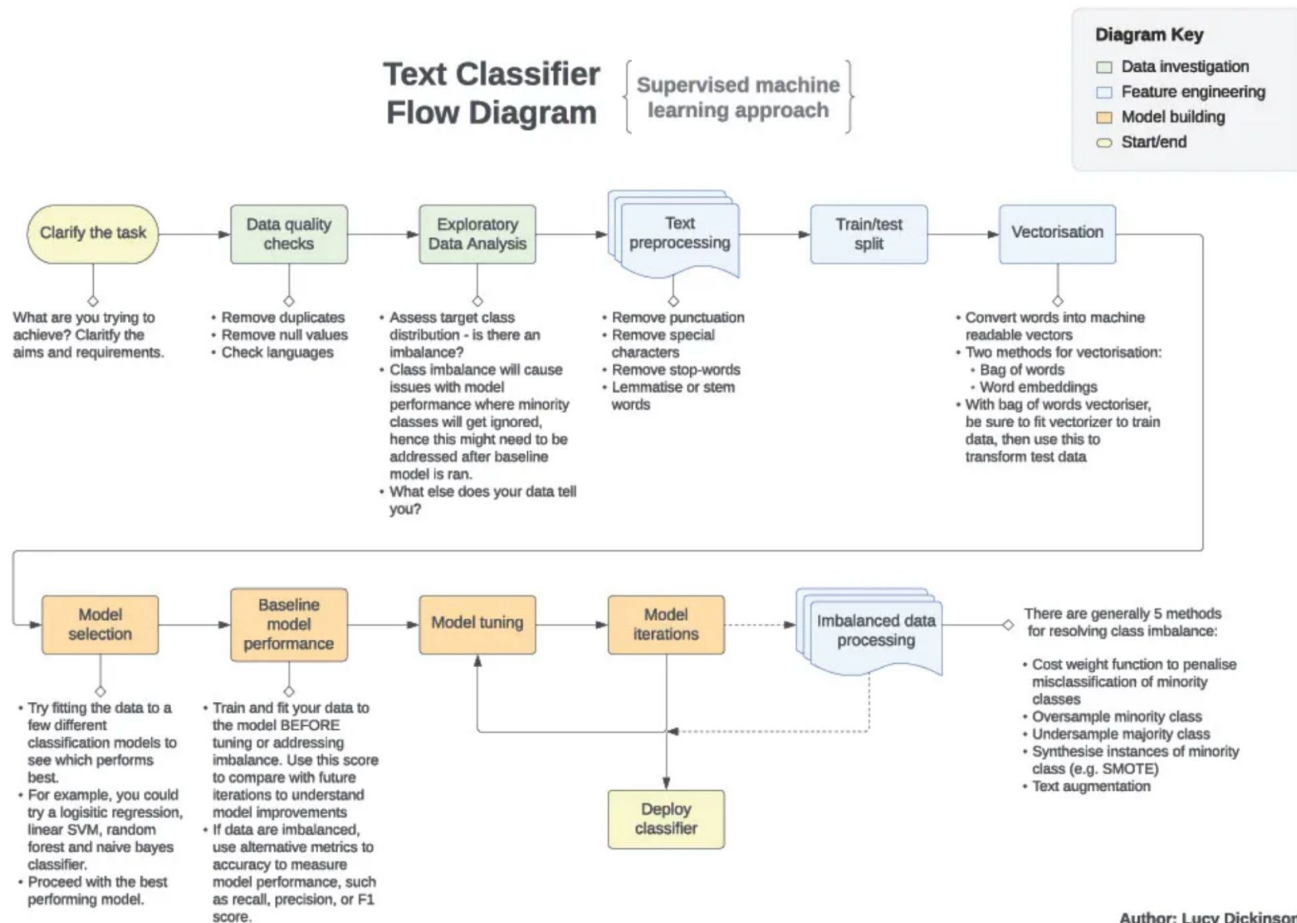 Text Classifier
Flow Diagram
Supervised machine
learning approach
Diagram Key
Data investigation
Feature engineering
Model building
Start/end
Clarify the task
Data quality
checks
Exploratory
Data Analysis
Text
preprocessing
Train/test
split
Vectorisation
What are you trying to
achieve? Claritfy the
aims and requirements.
• Remove duplicates
• Remove null values
• Check languages
• Assess target class
distribution - is there an
imbalance?
• Class imbalance will cause
issues with model
performance where minority
classes will get ignored,
hence this might need to be
addressed after baseline
model is ran.
• What else does your data tell
you?
• Remove punctuation
• Remove special
characters
• Remove stop-words
• Lemmatise or stem
words
• Convert words into machine
readable vectors
• Two methods for vectorisation:
• Bag of words
• Word embeddings
• With bag of words vectoriser,
be sure to fit vectorizer to train
data, then use this to
transform test data
Model
selection
Baseline
model
performance
Model tuning
Model
iterations
Imbalanced data
processing
There are generally 5 methods
for resolving class imbalance:
• Cost weight function to penalise
misclassification of minority
classes
• Oversample minority class
• Undersample majority class
• Synthesise instances of minority
class (e.g. SMOTE)
• Text augmentation
• Try fitting the data to a
few different
classification models to
see which performs
best.
• For example, you could
try a logisitic regression,
linear SVM, random
forest and naive bayes
classifier.
• Proceed with the best
performing model.
• Train and fit your data to
the model BEFORE
tuning or addressing
imbalance. Use this score
to compare with future
iterations to understand
model improvements
• If data are imbalanced,
use alternative metrics to
accuracy to measure
model performance, such
as recall, precision, or F1
score.
Deploy
classifier
Author: Lucy Dickinson